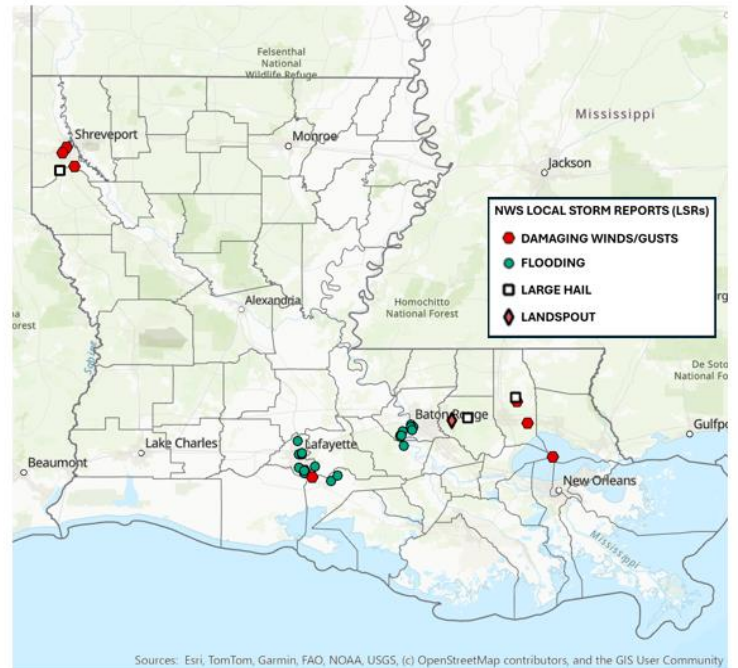 Felsenthal
National
Wildlife Refuge
Mississippi
Shreveport
Monroe
Jackson
NWS LOCAL STORM REPORTS (LSRs)
DAMAGING WINDS/GUSTS
FLOODING
LARGE HAIL
LANDSPOUT
Alexandria
Homochitto
National Forest
Sabine
De Soto
National Fo
Baton Rouge
Lafayette
Lake Charles
Gulfpo
Beaumont
New Orleans
Mississippi
Sources: Esri, TomTom, Garmin, FAO, NOAA, USGS, (c) OpenStreetMap contributors, and the GIS User Community